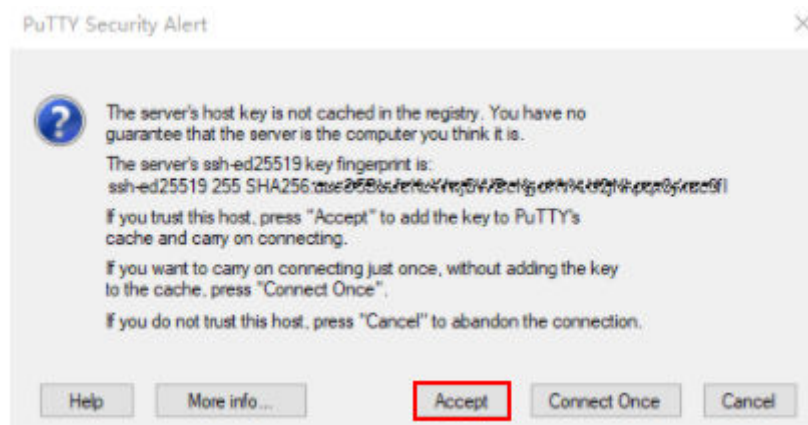 PuTTY Security Alert
The server's host key is not cached in the registry. You have no
guarantee that the server is the computer you think it is.
The server's ssh-ed25519 key fingerprint is:
ssh-ed25519 255 SHA256:
If you trust this host, press "Accept" to add the key to PuTTY's
cache and carry on connecting.
If you want to carry on connecting just once, without adding the key
to the cache, press "Connect Once".
If you do not trust this host, press "Cancel" to abandon the connection.
Help More info... Accept Connect Once Cancel